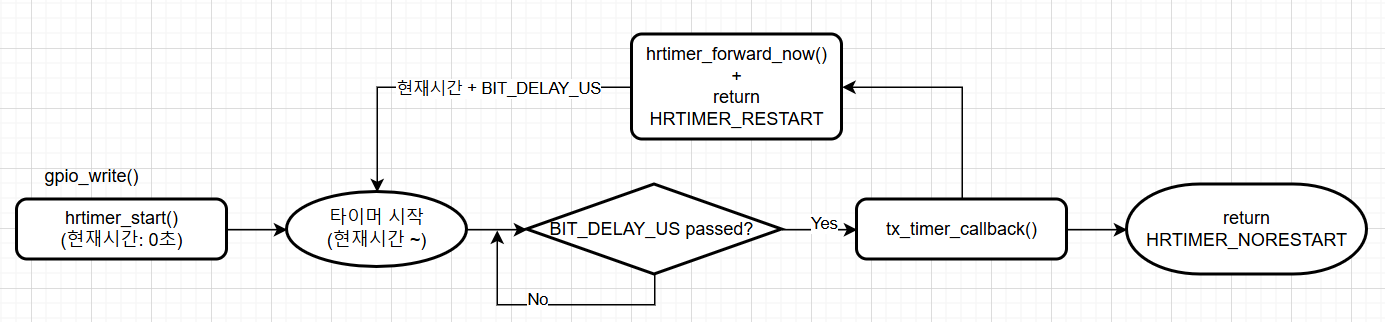 hrtimer_forward_now()
+
return
HRTIMER_RESTART
현재시간 + BIT_DELAY_US
gpio_write()
hrtimer_start()
(현재시간: 0초)
타이머 시작
(현재시간 ~)
BIT_DELAY_US passed?
Yes
No
tx_timer_callback()
return
HRTIMER_NORESTART